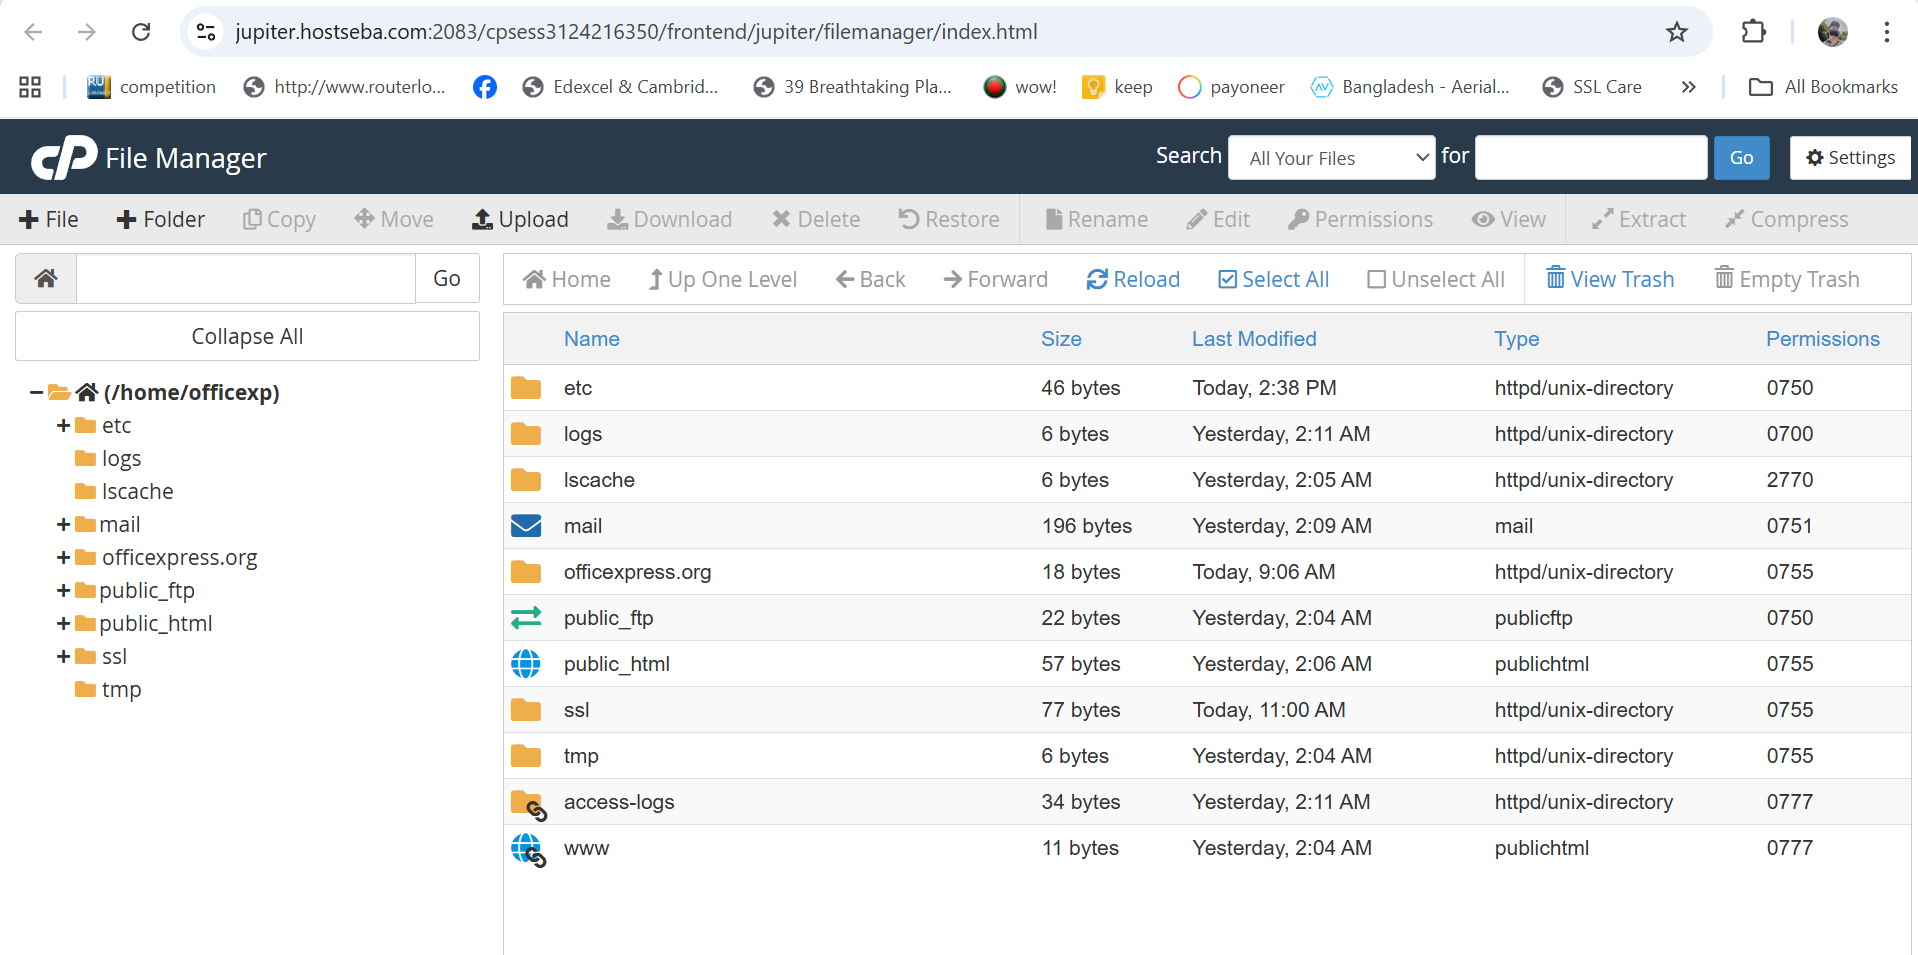 jupiter.hostseba.com:2083/cpsess3124216350/frontend/jupiter/filemanager/index.html
competition http://www.routerlo... Edexcel & Cambrid... 39 Breathtaking Pla... wow! keep payoneer Bangladesh - Aerial... SSL Care » All Bookmarks
cP File Manager Search All Your Files for Go Settings
File Folder Copy Move Upload Download Delete Restore Rename Edit Permissions View Extract Compress
Go Home Up One Level Back Forward Reload Select All Unselect All View Trash Empty Trash
Collapse All
(/home/officexp)
etc
logs
lscache
mail
officexpress.org
public_ftp
public_html
ssl
tmp
Name Size Last Modified Type Permissions
etc 46 bytes Today, 2:38 PM httpd/unix-directory 0750
logs 6 bytes Yesterday, 2:11 AM httpd/unix-directory 0700
lscache 6 bytes Yesterday, 2:05 AM httpd/unix-directory 2770
mail 196 bytes Yesterday, 2:09 AM mail 0751
officexpress.org 18 bytes Today, 9:06 AM httpd/unix-directory 0755
public_ftp 22 bytes Yesterday, 2:04 AM publicftp 0750
public_html 57 bytes Yesterday, 2:06 AM publichtml 0755
ssl 77 bytes Today, 11:00 AM httpd/unix-directory 0755
tmp 6 bytes Yesterday, 2:04 AM httpd/unix-directory 0755
access-logs 34 bytes Yesterday, 2:11 AM httpd/unix-directory 0777
www 11 bytes Yesterday, 2:04 AM publichtml 0777